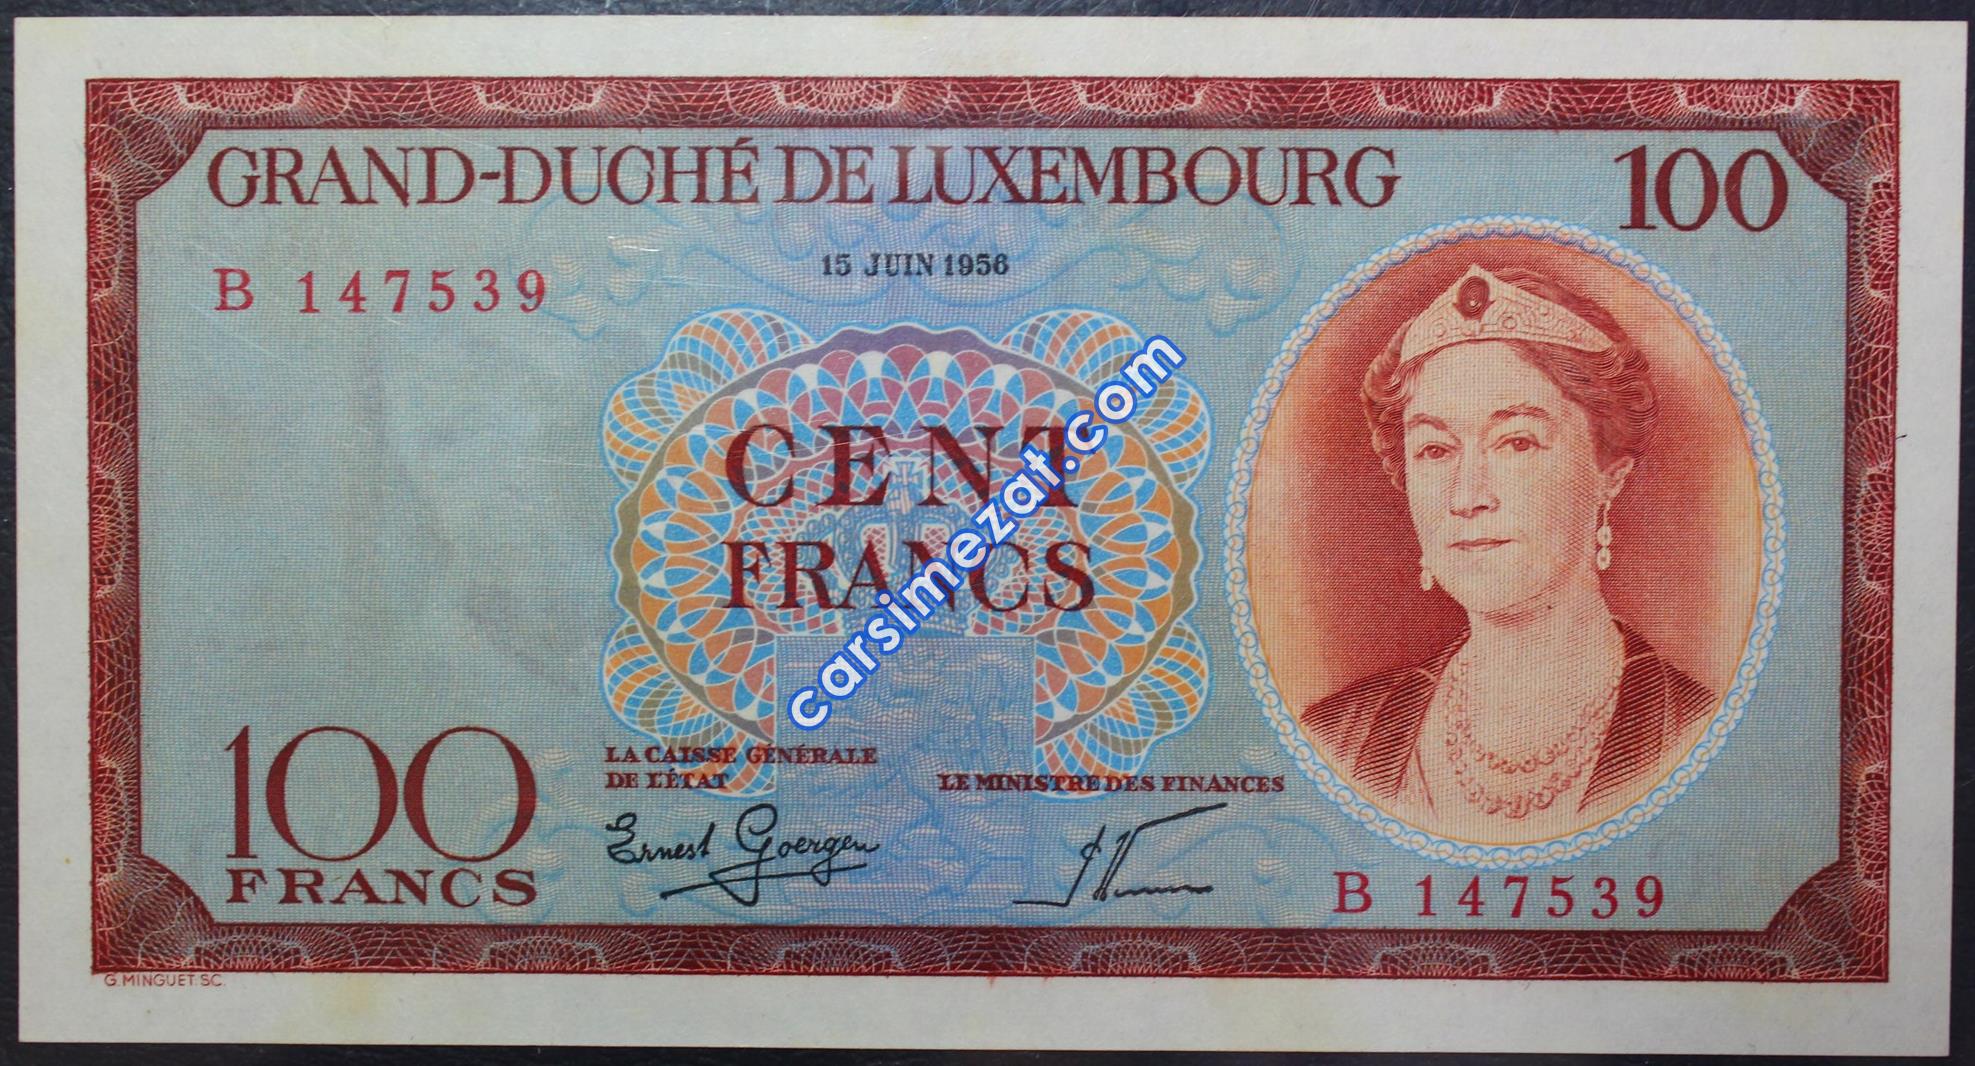 GRAND-DUCHÉ DE LUXEMBOURG 100
15 JUIN 1956
B 147539
CENT
FRANCS
carsimezat.com
100
FRANCS
LA CAISSE GÉNÉRALE
DE L'ÉTAT
LE MINISTRE DES FINANCES
Ernest Goergen
B 147539
G. MINGUET. SC.